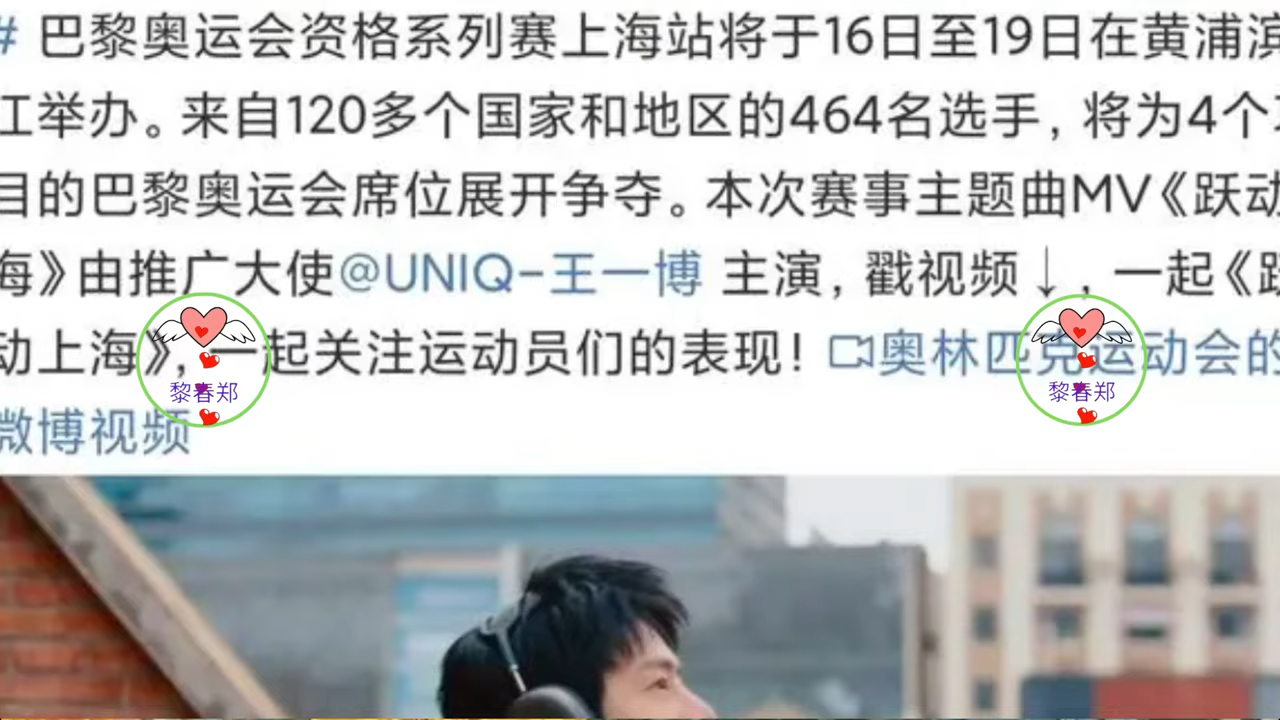 # 巴黎奥运会资格系列赛上海站将于16日至19日在黄浦滨
江举办。来自120多个国家和地区的464名选手，将为4个
目的巴黎奥运会席位展开争夺。本次赛事主题曲MV《跃动
海》由推广大使@UNIQ-王一博 主演，戳视频↓，一起《跃
动上海》，一起关注运动员们的表现！奥林匹克运动会的
微博视频
黎春郑
黎春郑